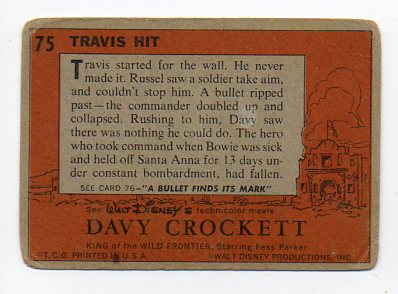 75 TRAVIS HIT
Travis started for the wall. He never
made it. Russel saw a soldier take aim,
and couldn't stop him. A bullet ripped
past—the commander doubled up and
collapsed. Rushing to him, Davy saw
there was nothing he could do. The hero
who took command when Bowie was sick
and held off Santa Anna for 13 days un-
der constant bombardment, had fallen.
SEE CARD 76—"A BULLET FINDS ITS MARK"
See WALT DISNEY'S technicolor movie
DAVY CROCKETT
KING of the WILD FRONTIER, Starring Fess Parker
©T.C.G. PRINTED IN U.S.A. ©WALT DISNEY PRODUCTIONS, INC.